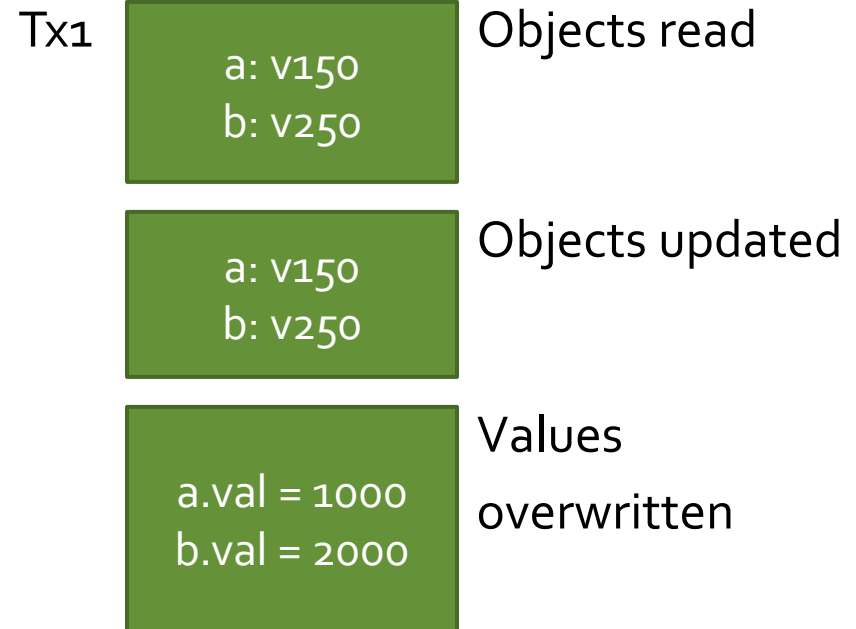 Tx1
a: v150
b: v250
Objects read
a: v150
b: v250
Objects updated
a.val = 1000
b.val = 2000
Values
overwritten